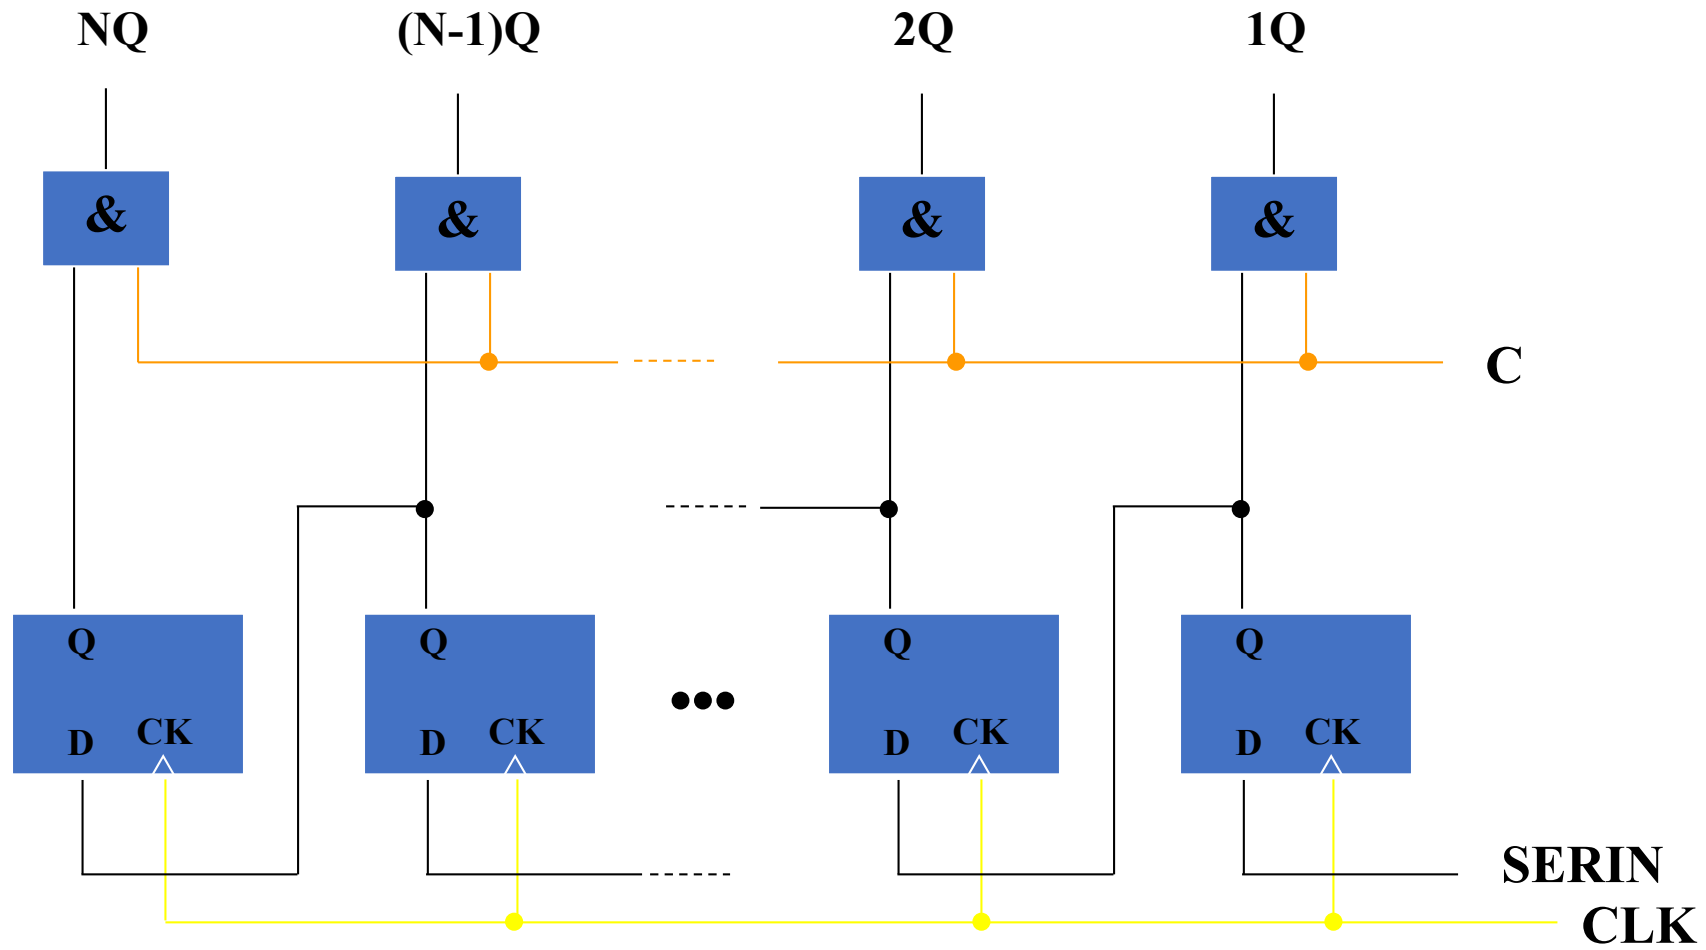 NQ (N-1)Q 2Q 1Q
& & & &
C
Q Q Q Q
D CK D CK D CK D CK
SERIN
CLK